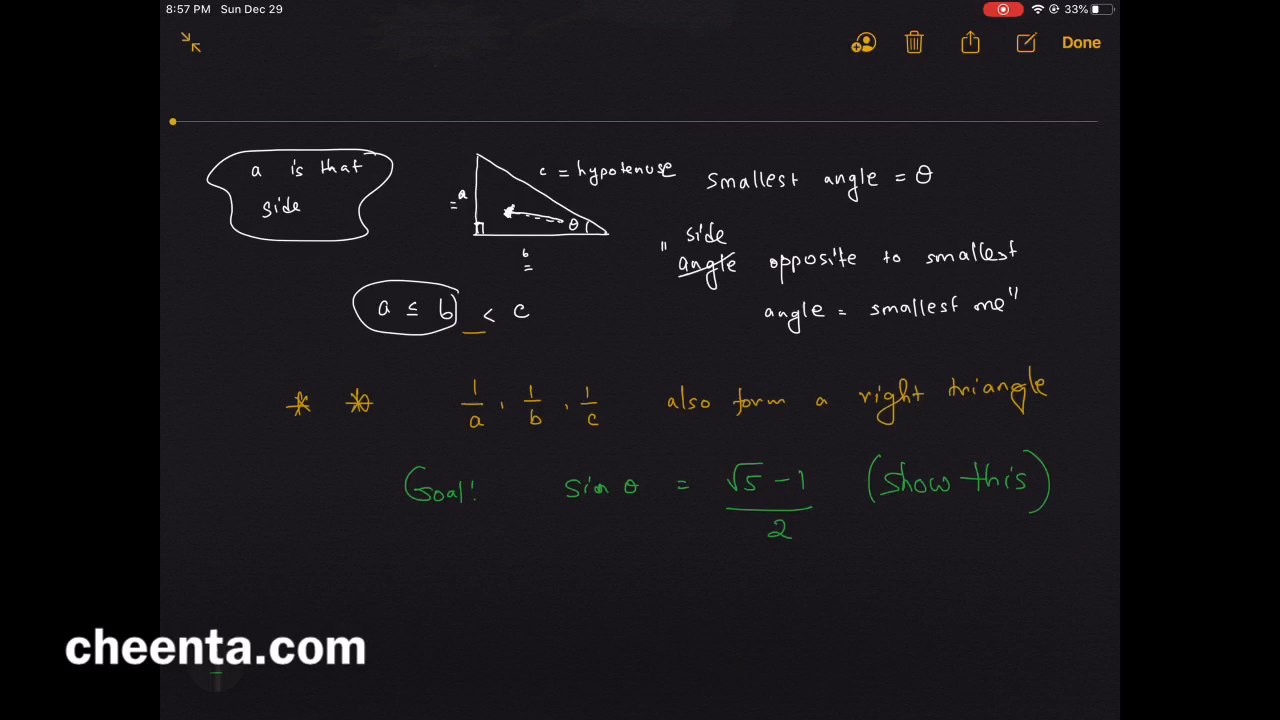 8:57 PM Sun Dec 29
33%
Done
a is that
side
a
=
c = hypotenuse
θ
b
=
smallest angle = θ
" side
angle opposite to smallest
angle = smallest one"
a ≤ b < c
* * 1/a , 1/b , 1/c also form a right triangle
Goal! sin θ = √5 - 1 / 2 (show this)
cheenta.com